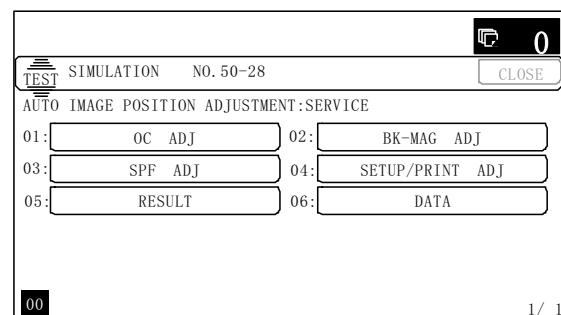 0
TEST SIMULATION NO.50-28 CLOSE
AUTO IMAGE POSITION ADJUSTMENT:SERVICE
01: OC ADJ 02: BK-MAG ADJ
03: SPF ADJ 04: SETUP/PRINT ADJ
05: RESULT 06: DATA
00 1/ 1